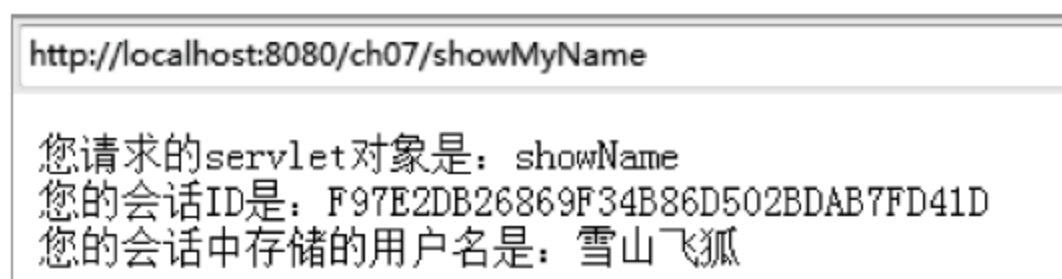 http://localhost:8080/ch07/showMyName
您请求的servlet对象是：showName
您的会话ID是：F97E2DB26869F34B86D502BDAB7FD41D
您的会话中存储的用户名是：雪山飞狐